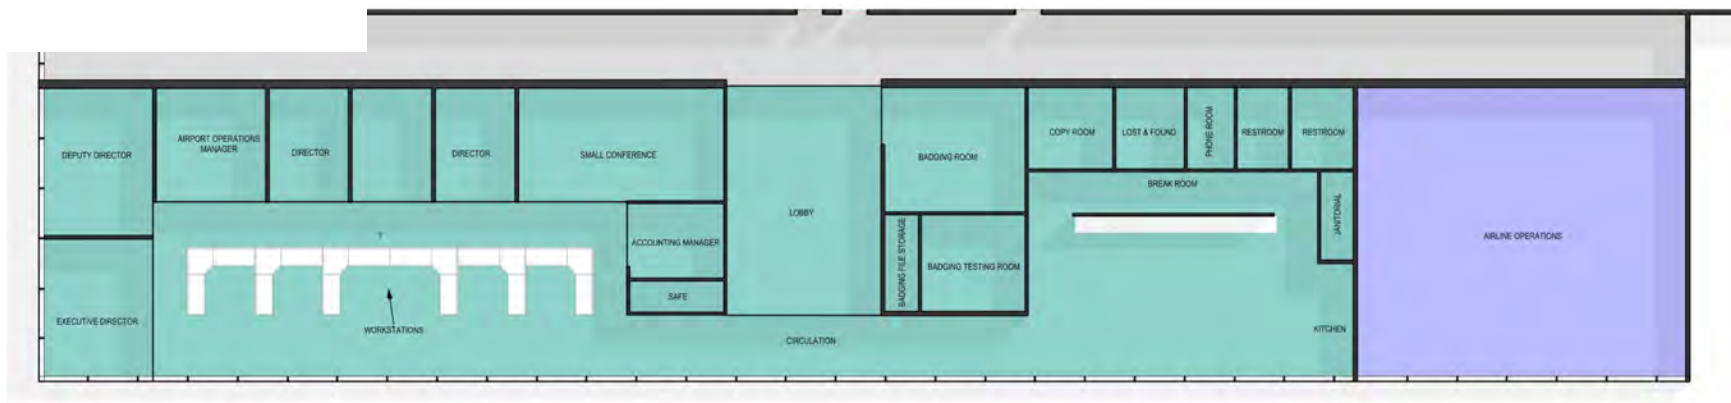 AIRPORT OPERATIONS
MANAGER
DEPUTY DIRECTOR
DIRECTOR
DIRECTOR
SMALL CONFERENCE
LOBBY
BADGING ROOM
COPY ROOM
LOST & FOUND
PHONE ROOM
RESTROOM
RESTROOM
BREAK ROOM
JANITORIAL
AIRLINE OPERATIONS
ACCOUNTING MANAGER
SAFE
BADGING FILE STORAGE
BADGING TESTING ROOM
EXECUTIVE DIRECTOR
WORKSTATIONS
CIRCULATION
KITCHEN